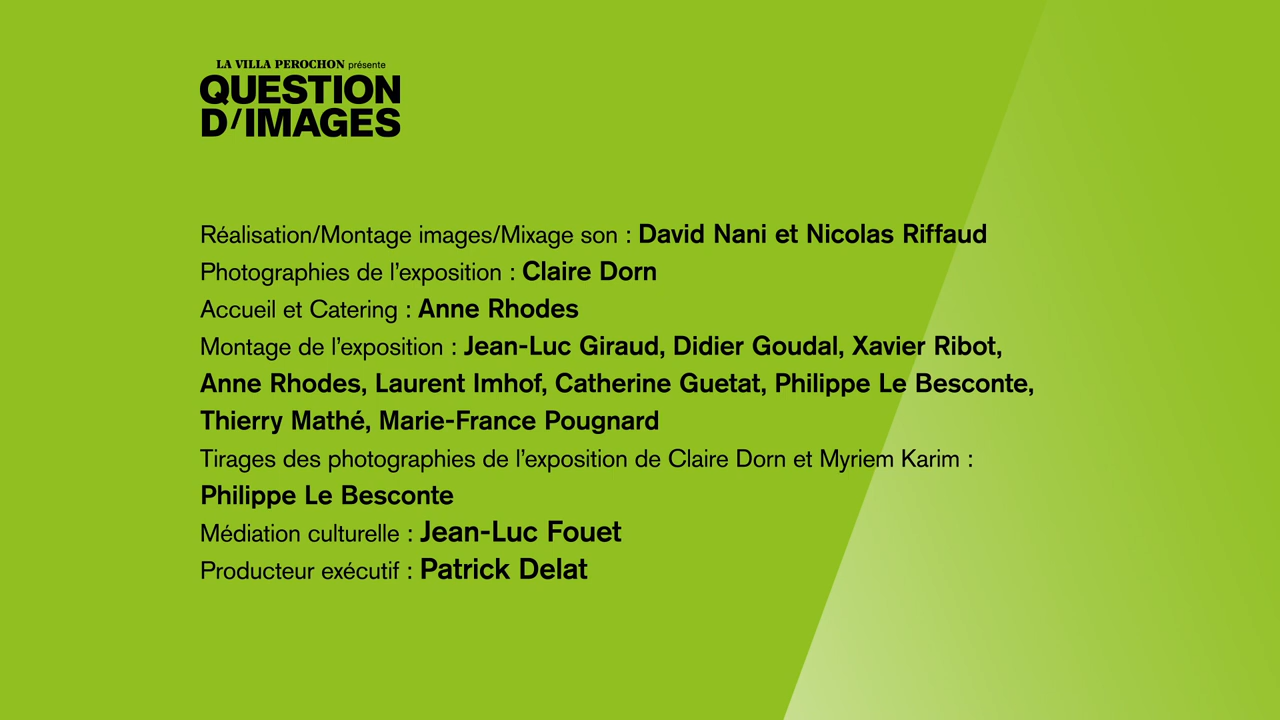 LA VILLA PEROCHON présente
QUESTION
D'IMAGES
Réalisation/Montage images/Mixage son : David Nani et Nicolas Riffaud
Photographies de l'exposition : Claire Dorn
Accueil et Catering : Anne Rhodes
Montage de l'exposition : Jean-Luc Giraud, Didier Goudal, Xavier Ribot,
Anne Rhodes, Laurent Imhof, Catherine Guetat, Philippe Le Besconte,
Thierry Mathé, Marie-France Pougnard
Tirages des photographies de l'exposition de Claire Dorn et Myriem Karim :
Philippe Le Besconte
Médiation culturelle : Jean-Luc Fouet
Producteur exécutif : Patrick Delat